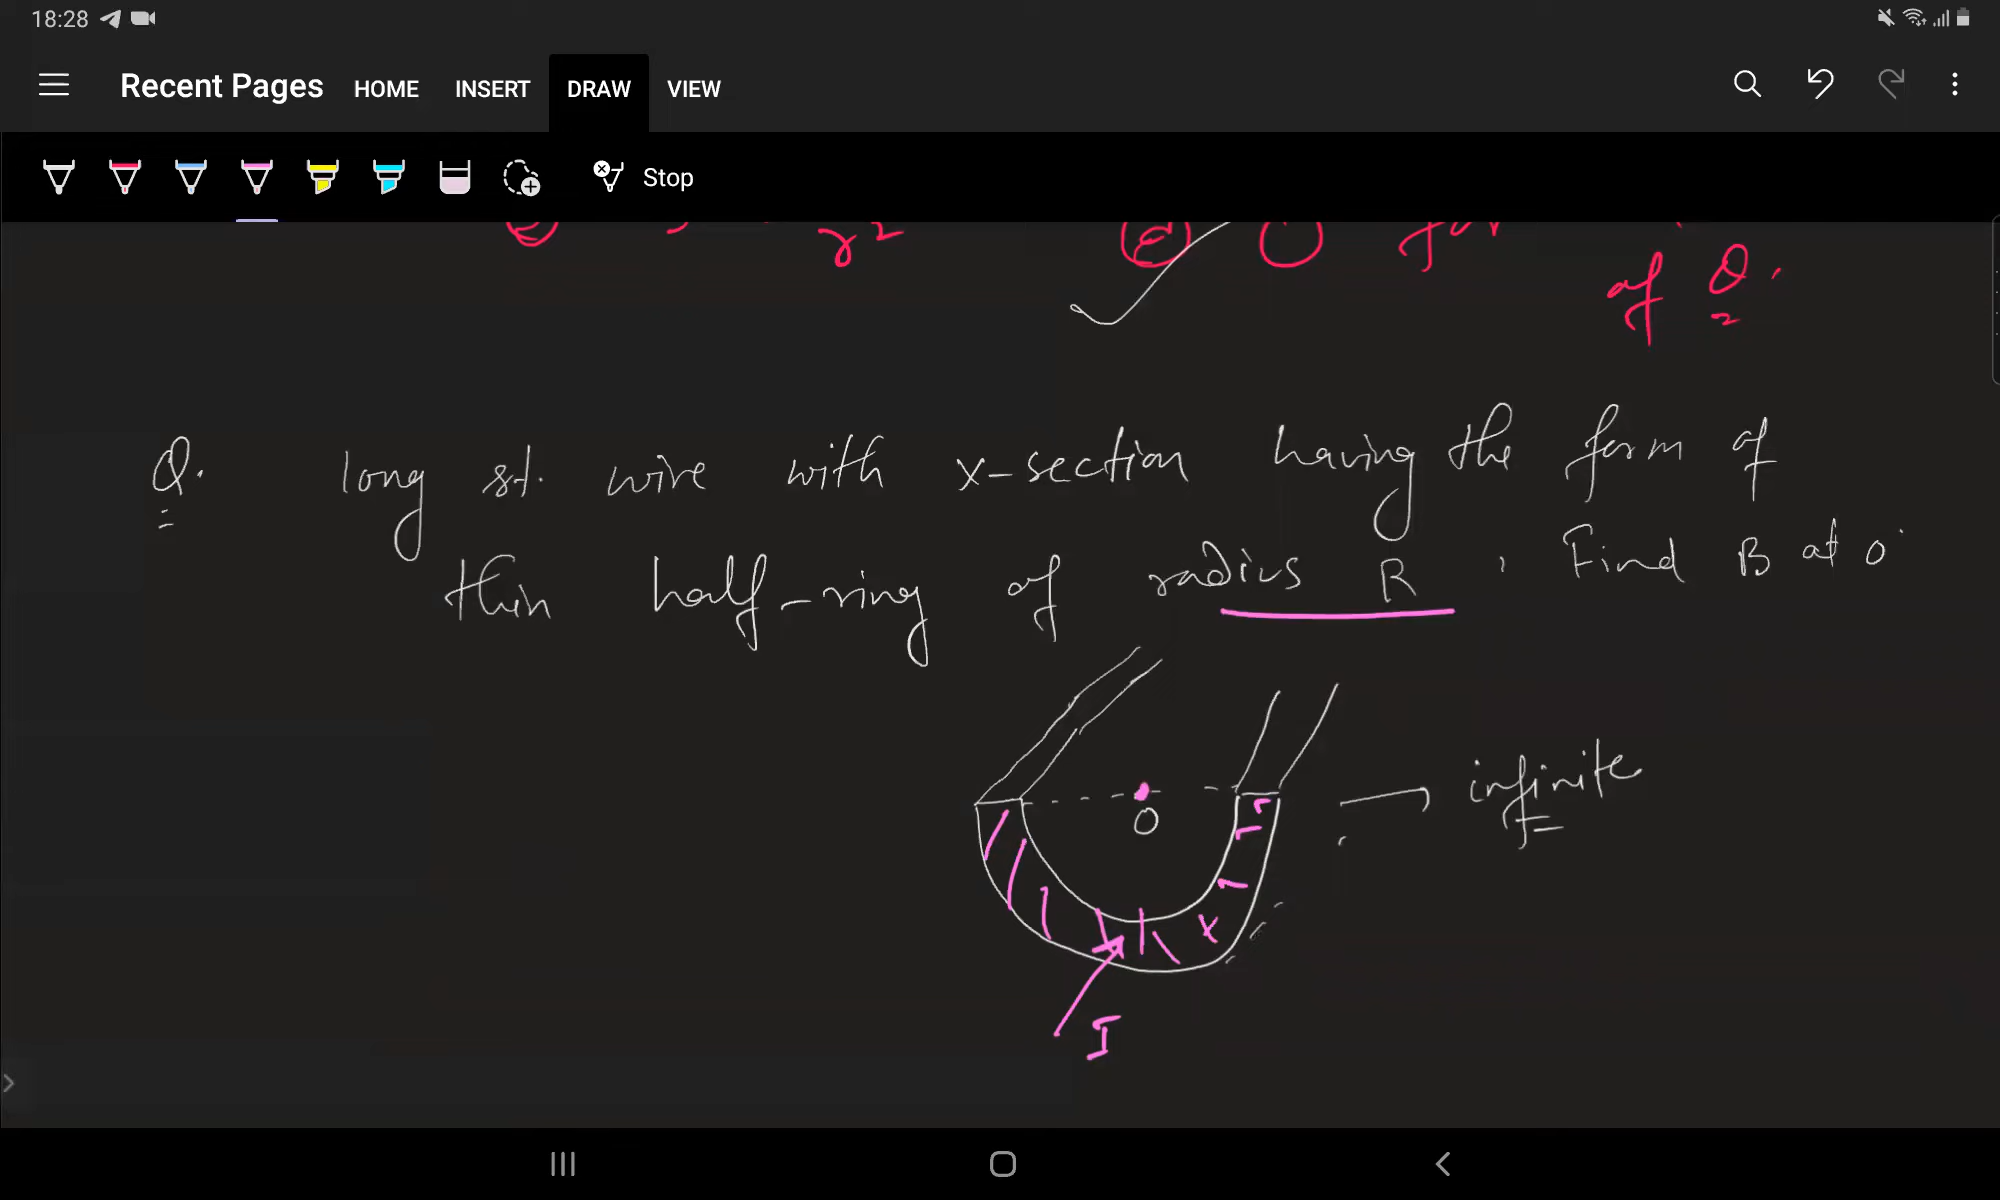 18:28
Recent Pages HOME INSERT DRAW VIEW
Stop
r²
of θ.
Q. long st. wire with x-section having the form of
thin half-ring of radius R. Find B at O.
O
infinite
I